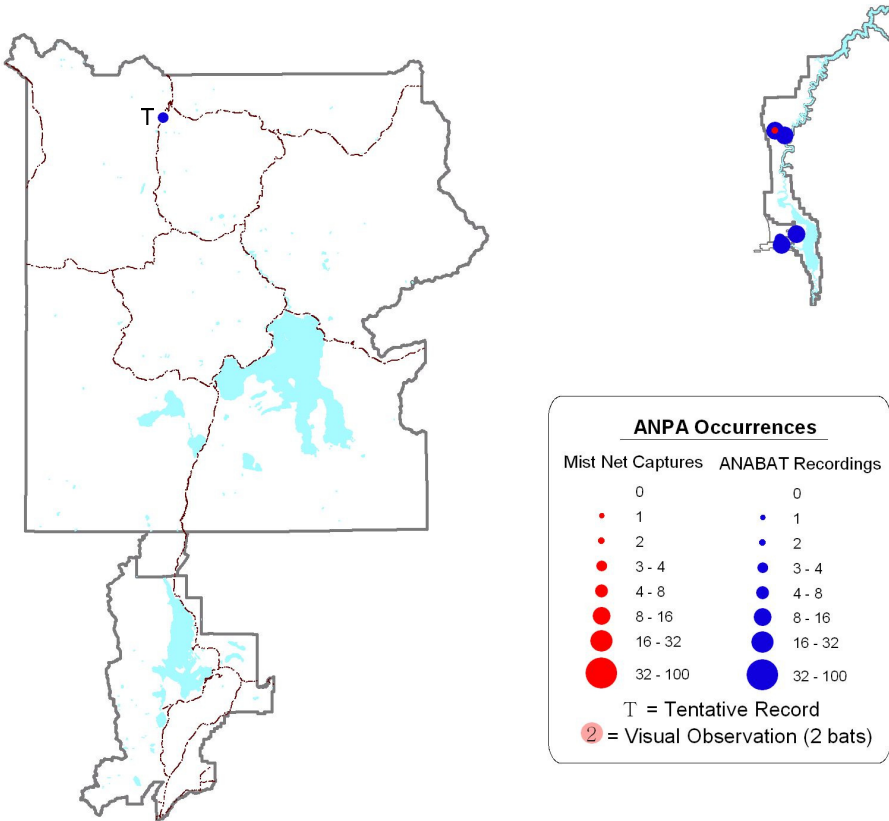 T
ANPA Occurrences
Mist Net Captures ANABAT Recordings
0 0
1 1
2 2
3 - 4 3 - 4
4 - 8 4 - 8
8 - 16 8 - 16
16 - 32 16 - 32
32 - 100 32 - 100
T = Tentative Record
2 = Visual Observation (2 bats)